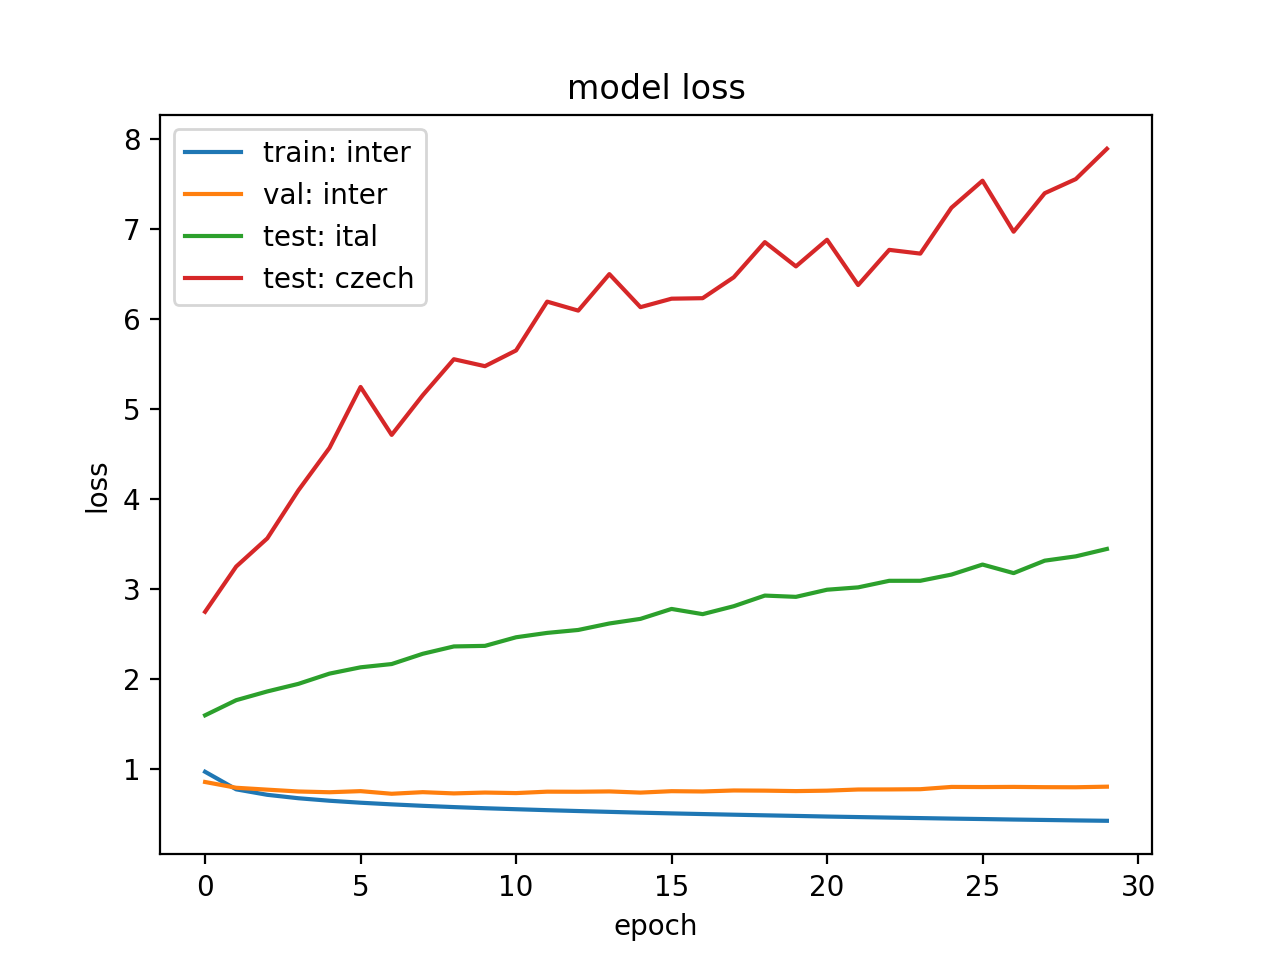 model loss
train: inter
val: inter
test: ital
test: czech
8
7
6
5
4
3
2
1
loss
0 5 10 15 20 25 30
epoch